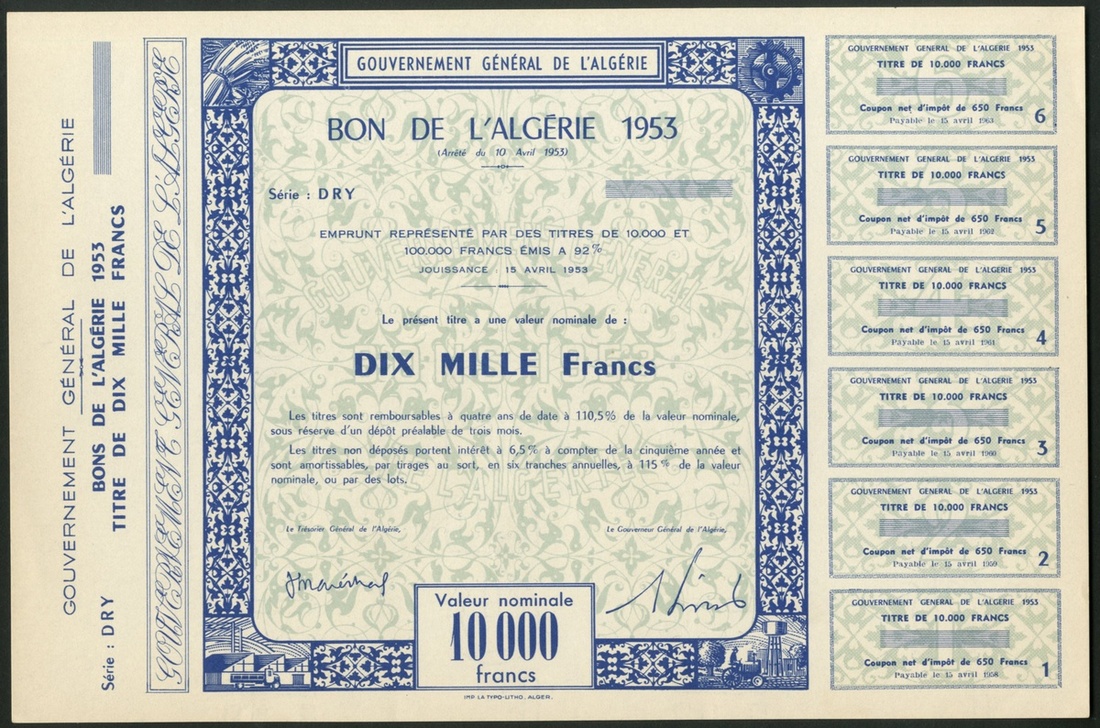 GOUVERNEMENT GÉNÉRAL DE L'ALGÉRIE
BONS DE L'ALGÉRIE 1953
TITRE DE DIX MILLE FRANCS
Série : DRY
GOUVERNEMENT GENERAL DE L'ALGERIE
GOUVERNEMENT GÉNÉRAL DE L'ALGÉRIE
BON DE L'ALGÉRIE 1953
(Arrêté du 10 Avril 1953)
Série : DRY
EMPRUNT REPRÉSENTÉ PAR DES TITRES DE 10.000 ET
100.000 FRANCS ÉMIS A 92%
JOUISSANCE 15 AVRIL 1953
Le présent titre a une valeur nominale de :
DIX MILLE Francs
Les titres sont remboursables à quatre ans de date à 110,5% de la valeur nominale,
sous réserve d'un dépôt préalable de trois mois.
Les titres non déposés portent intérêt à 6,5% à compter de la cinquième année et
sont amortissables, par tirages au sort, en six tranches annuelles, à 115% de la valeur
nominale, ou par des lots.
Le Trésorier Général de l'Algérie,
Le Gouverneur Général de l'Algérie,
Valeur nominale
10 000
francs
IMP. LA TYPO-LITHO, ALGER.
GOUVERNEMENT GENERAL DE L'ALGERIE 1953
TITRE DE 10.000 FRANCS
Coupon net d'impôt de 650 Francs
Payable le 15 avril 1963
6
GOUVERNEMENT GENERAL DE L'ALGERIE 1953
TITRE DE 10.000 FRANCS
Coupon net d'impôt de 650 Francs
Payable le 15 avril 1962
5
GOUVERNEMENT GENERAL DE L'ALGERIE 1953
TITRE DE 10.000 FRANCS
Coupon net d'impôt de 650 Francs
Payable le 15 avril 1961
4
GOUVERNEMENT GENERAL DE L'ALGERIE 1953
TITRE DE 10.000 FRANCS
Coupon net d'impôt de 650 Francs
Payable le 15 avril 1960
3
GOUVERNEMENT GENERAL DE L'ALGERIE 1953
TITRE DE 10.000 FRANCS
Coupon net d'impôt de 650 Francs
Payable le 15 avril 1959
2
GOUVERNEMENT GENERAL DE L'ALGERIE 1953
TITRE DE 10.000 FRANCS
Coupon net d'impôt de 650 Francs
Payable le 15 avril 1958
1